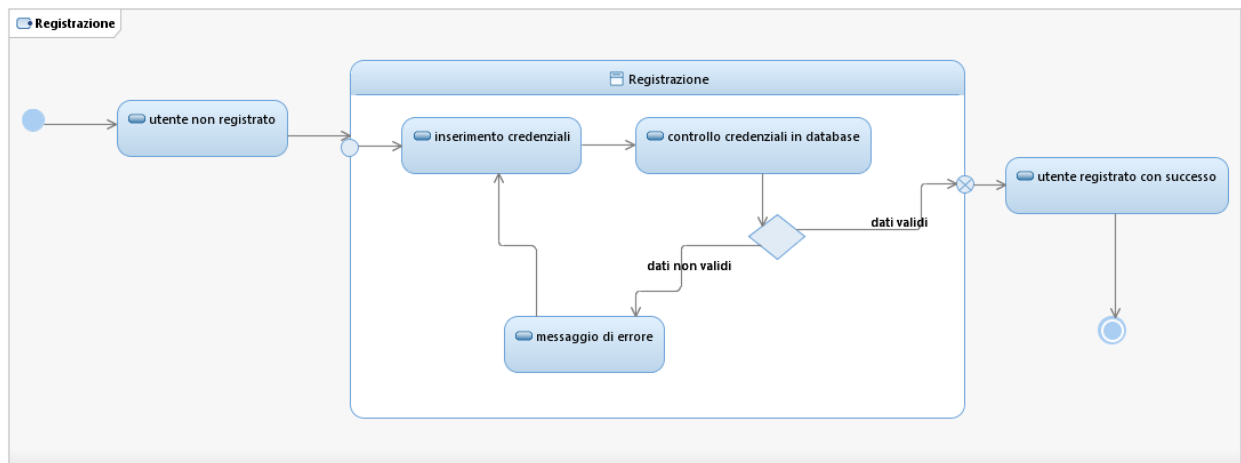 Registrazione
Registrazione
utente non registrato
inserimento credenziali
controllo credenziali in database
utente registrato con successo
dati validi
dati non validi
messaggio di errore